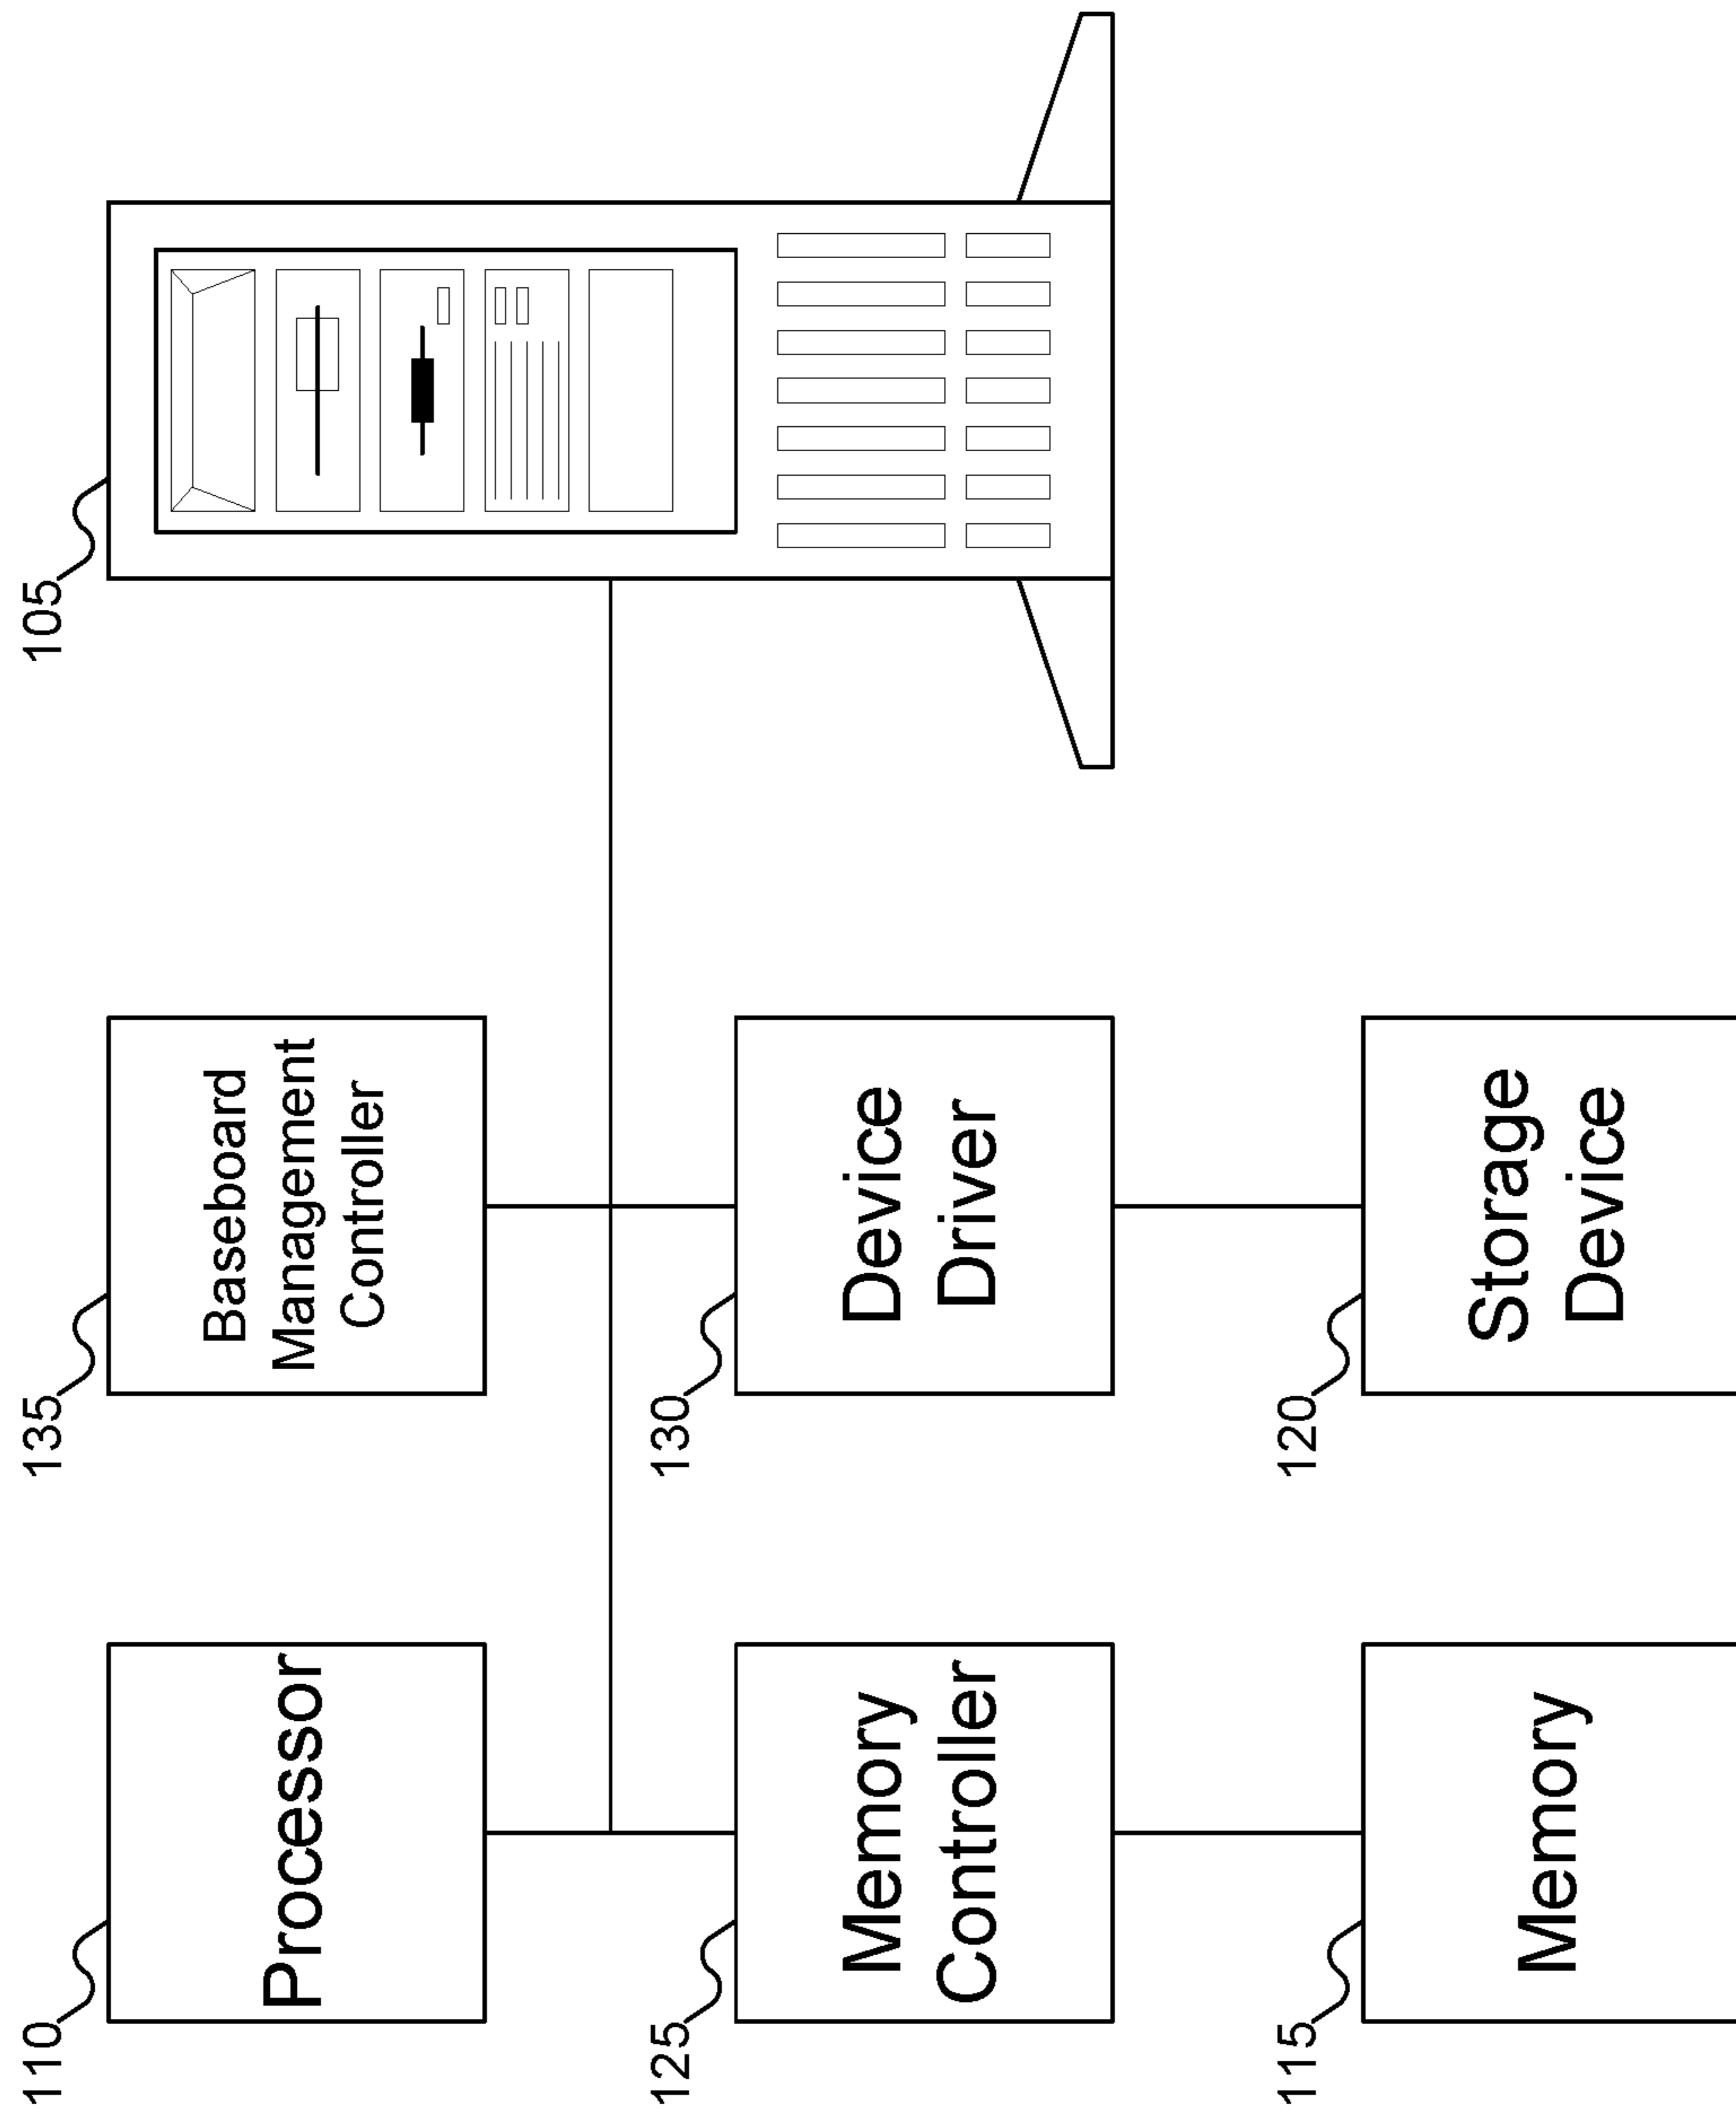 110
Processor
135
Baseboard
Management
Controller
105
125
Memory
Controller
130
Device
Driver
115
Memory
120
Storage
Device